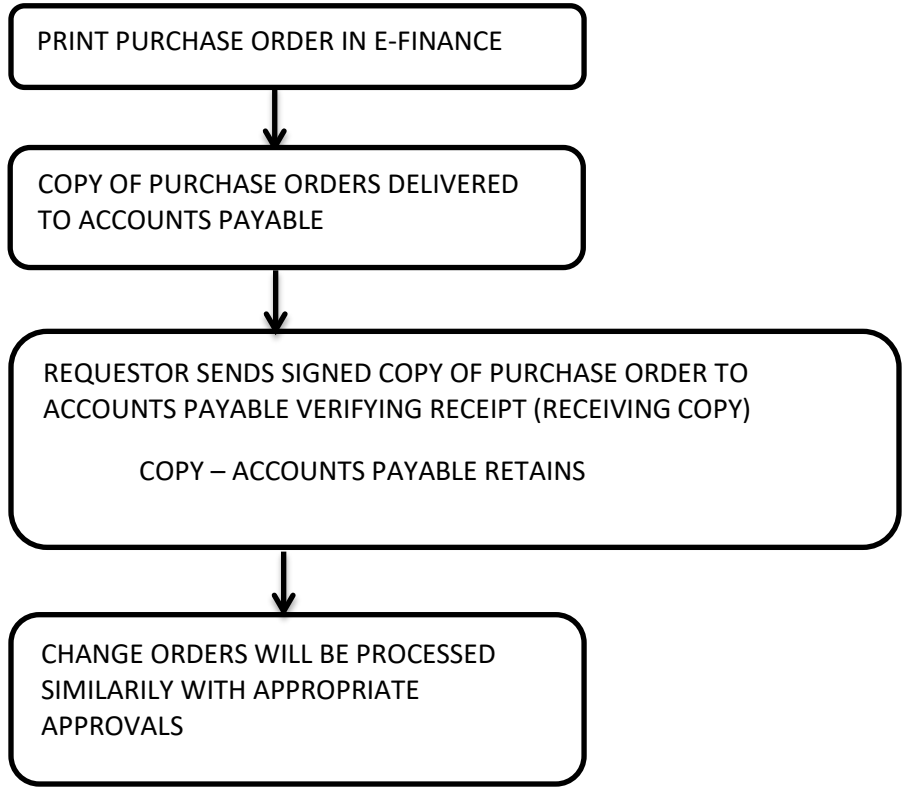 PRINT PURCHASE ORDER IN E-FINANCE
COPY OF PURCHASE ORDERS DELIVERED
TO ACCOUNTS PAYABLE
REQUESTOR SENDS SIGNED COPY OF PURCHASE ORDER TO
ACCOUNTS PAYABLE VERIFYING RECEIPT (RECEIVING COPY)
COPY – ACCOUNTS PAYABLE RETAINS
CHANGE ORDERS WILL BE PROCESSED
SIMILARILY WITH APPROPRIATE
APPROVALS